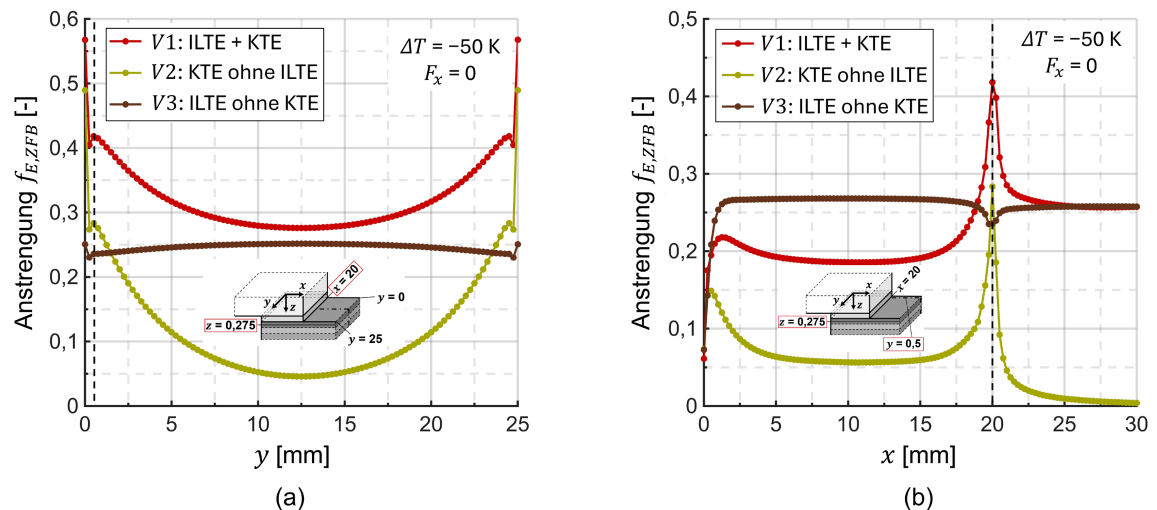 V1: ILTE + KTE
V2: KTE ohne ILTE
V3: ILTE ohne KTE
ΔT = −50 K
Fₓ = 0
Anstrengung f_E,ZFB [-]
0,6
0,5
0,4
0,3
0,2
0,1
0
x = 20
x
y
z
y = 0
z = 0,275
y = 25
0 5 10 15 20 25
y [mm]
(a)
V1: ILTE + KTE
V2: KTE ohne ILTE
V3: ILTE ohne KTE
ΔT = −50 K
Fₓ = 0
Anstrengung f_E,ZFB [-]
0,5
0,4
0,3
0,2
0,1
0
x = 20
x
y
z
z = 0,275
y = 0,5
0 5 10 15 20 25 30
x [mm]
(b)